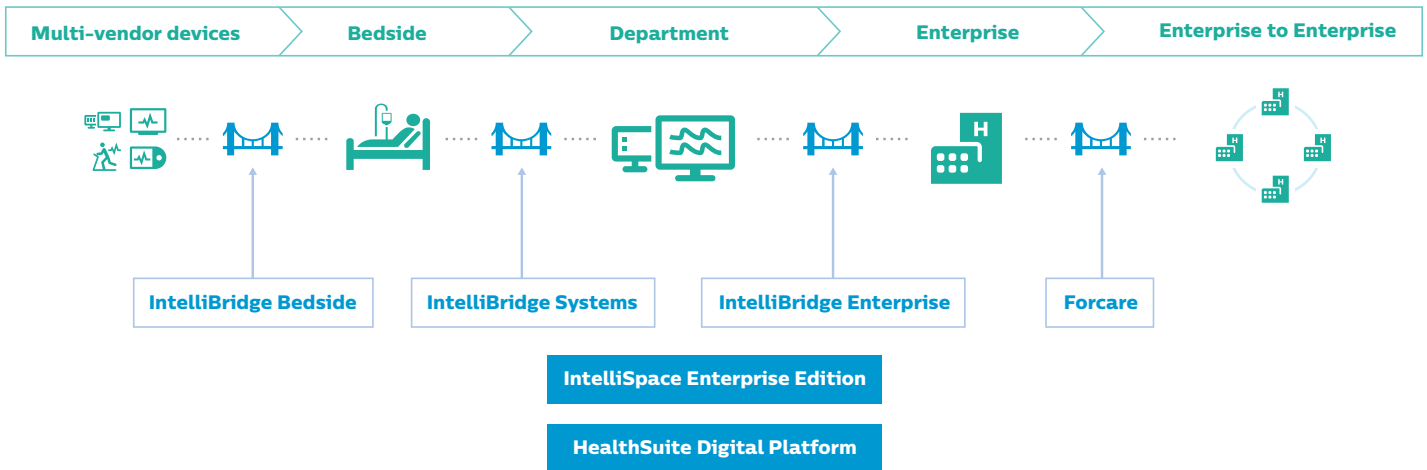 Multi-vendor devices
Bedside
Department
Enterprise
Enterprise to Enterprise
H
H
H
H
H
IntelliBridge Bedside
IntelliBridge Systems
IntelliBridge Enterprise
Forcare
IntelliSpace Enterprise Edition
HealthSuite Digital Platform